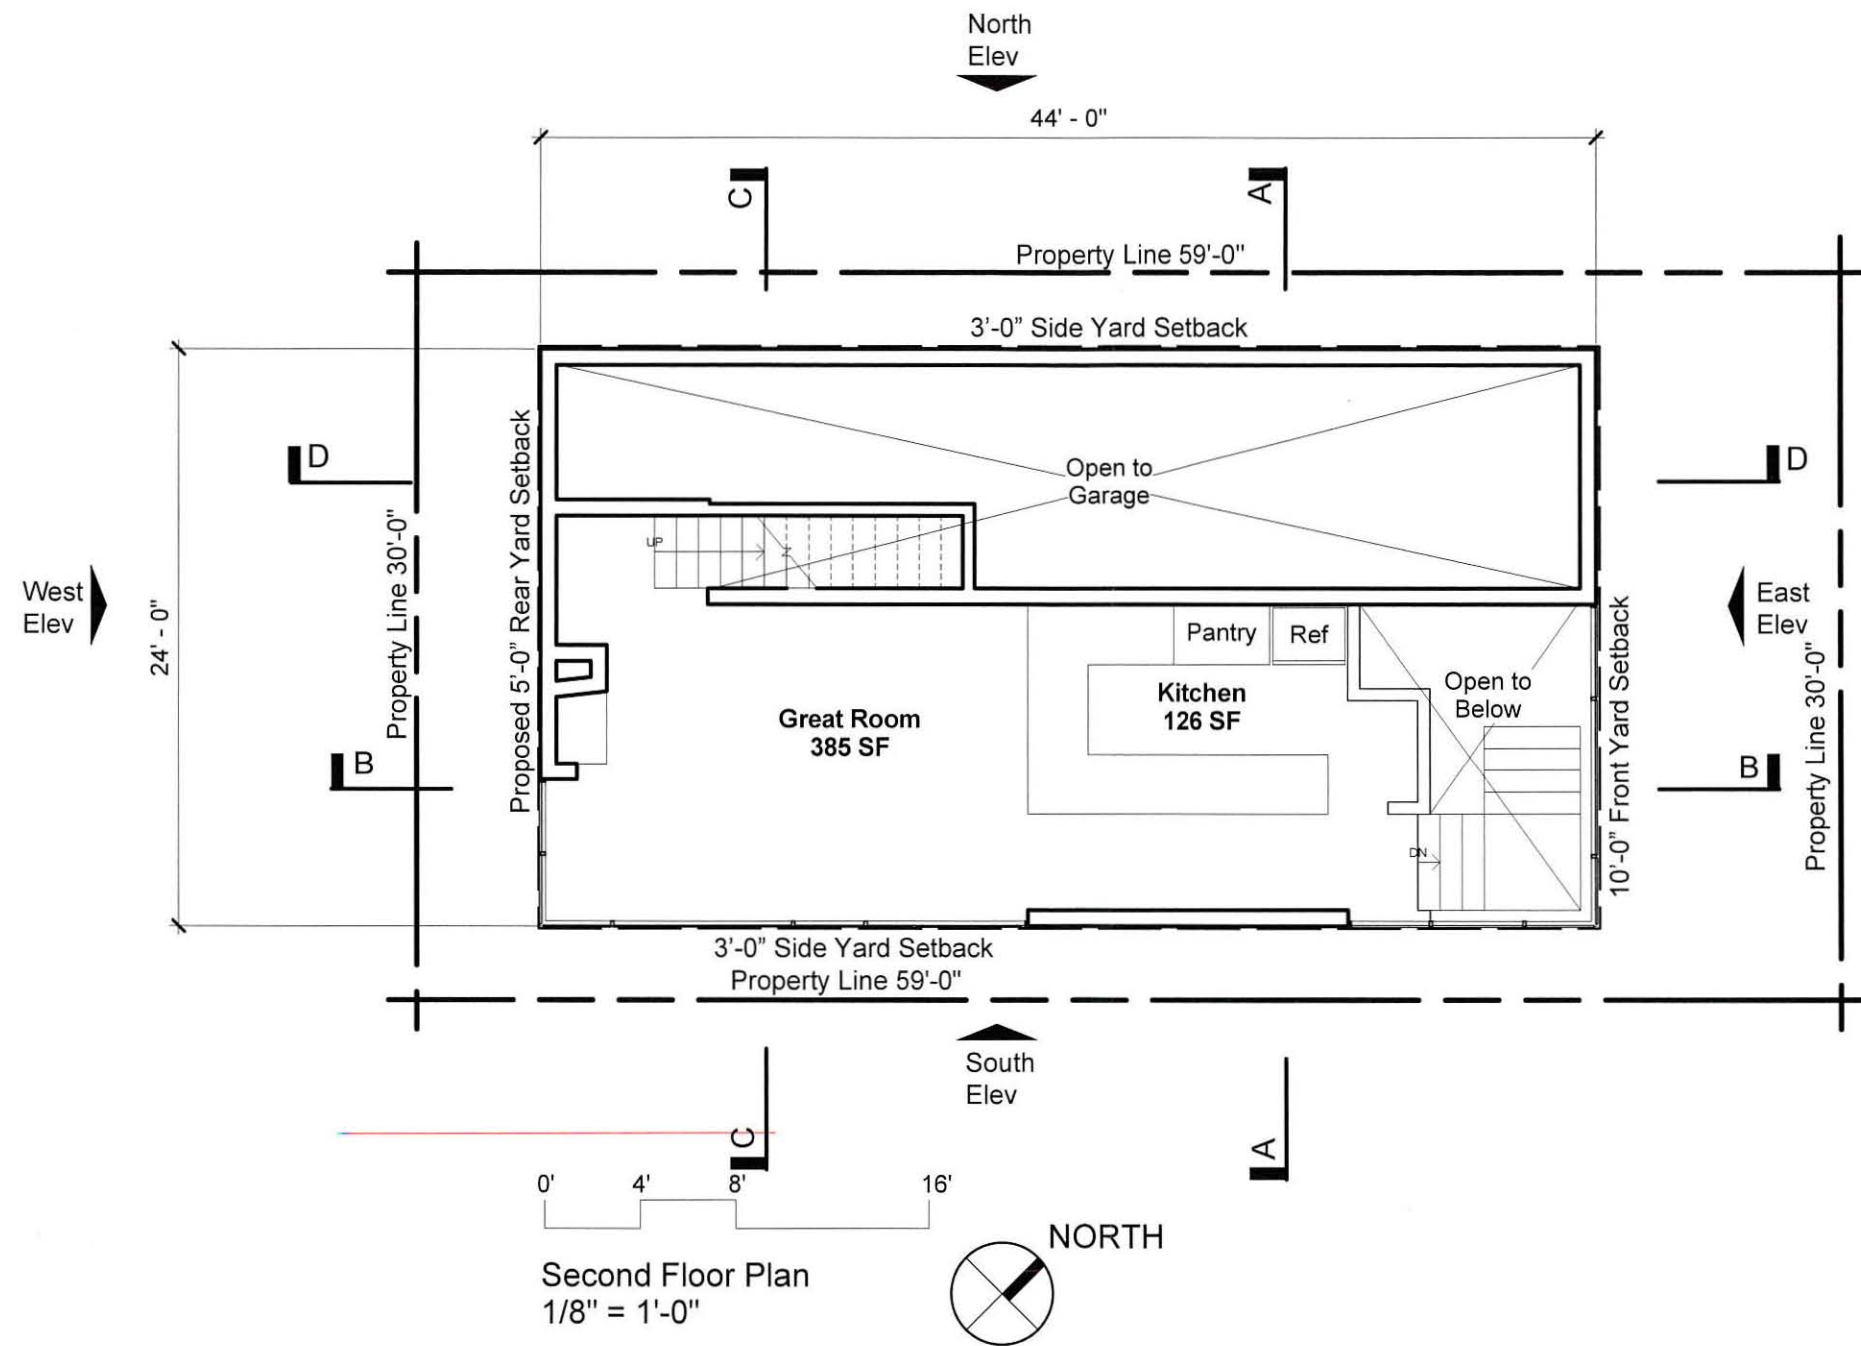 North
Elev
44' - 0"
C
A
Property Line 59'-0"
3'-0" Side Yard Setback
D
Open to
Garage
D
Proposed 5'-0" Rear Yard Setback
Property Line 30'-0"
UP
West
Elev
24' - 0"
East
Elev
Pantry
Ref
Kitchen
126 SF
Open to
Below
Great Room
385 SF
10'-0" Front Yard Setback
Property Line 30'-0"
B
B
DN
3'-0" Side Yard Setback
Property Line 59'-0"
South
Elev
C
A
0' 4' 8' 16'
NORTH
Second Floor Plan
1/8" = 1'-0"